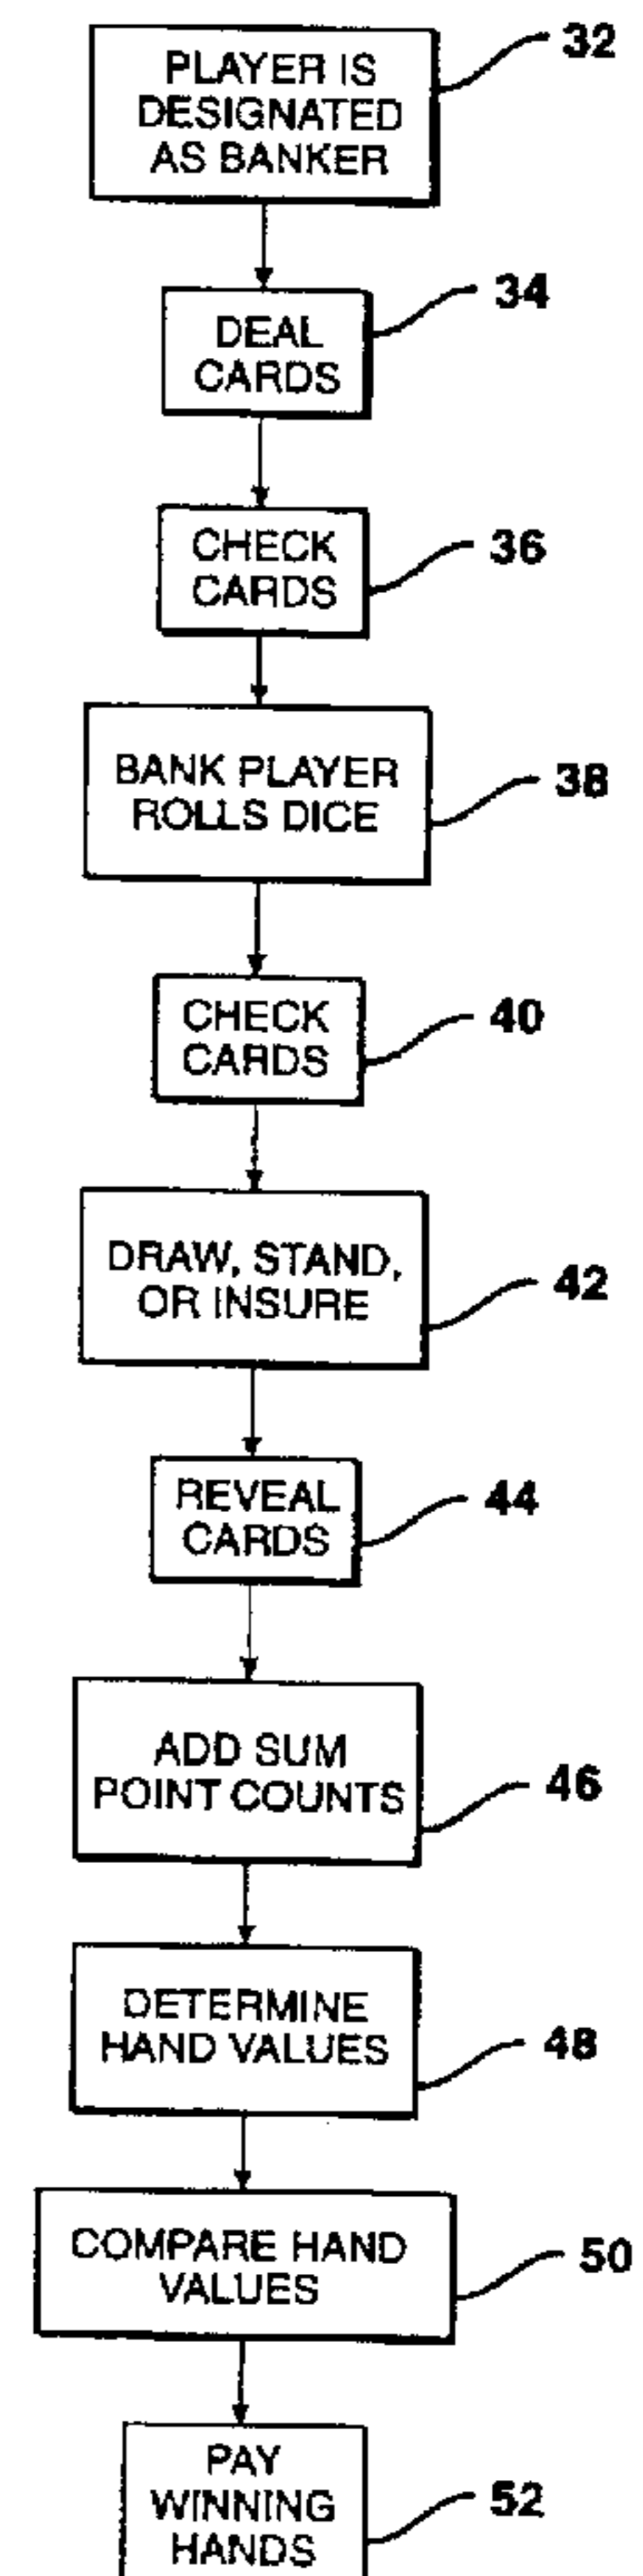 PLAYER IS
DESIGNATED
AS BANKER
32
DEAL
CARDS
34
CHECK
CARDS
36
BANK PLAYER
ROLLS DICE
38
CHECK
CARDS
40
DRAW, STAND,
OR INSURE
42
REVEAL
CARDS
44
ADD SUM
POINT COUNTS
46
DETERMINE
HAND VALUES
48
COMPARE HAND
VALUES
50
PAY
WINNING
HANDS
52